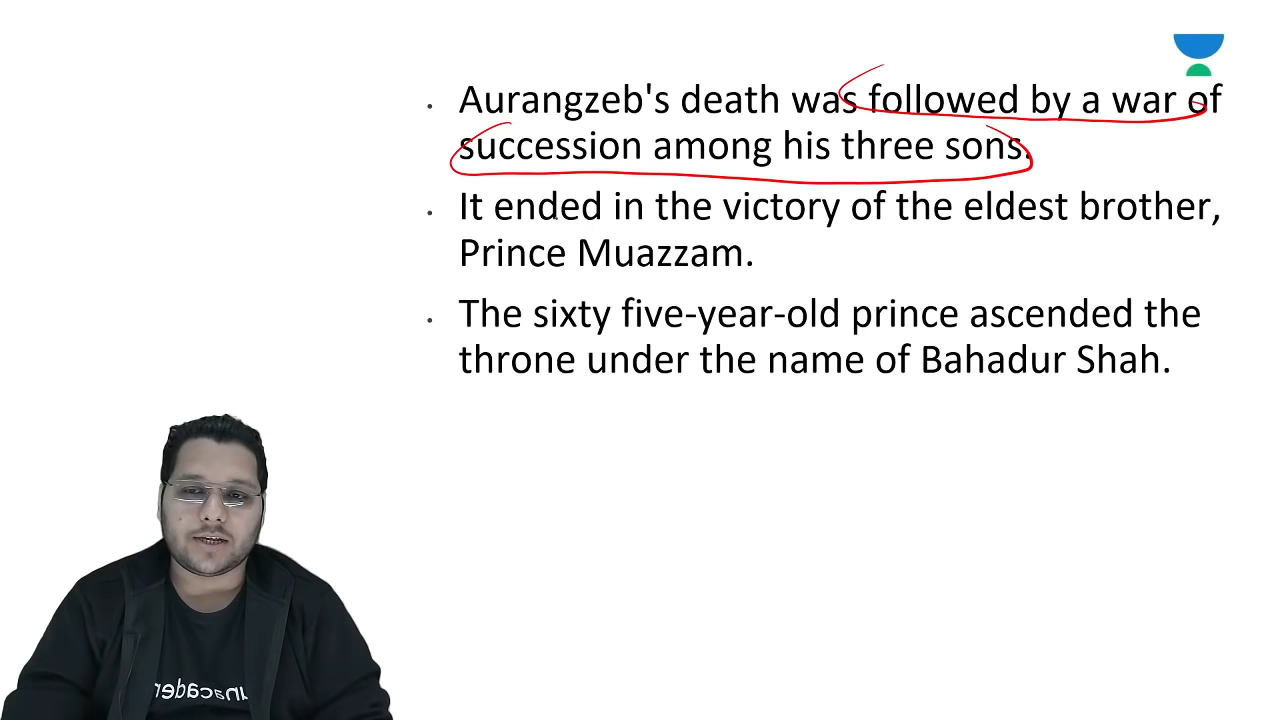 Aurangzeb's death was followed by a war of
succession among his three sons.
It ended in the victory of the eldest brother,
Prince Muazzam.
The sixty five-year-old prince ascended the
throne under the name of Bahadur Shah.
unacadem